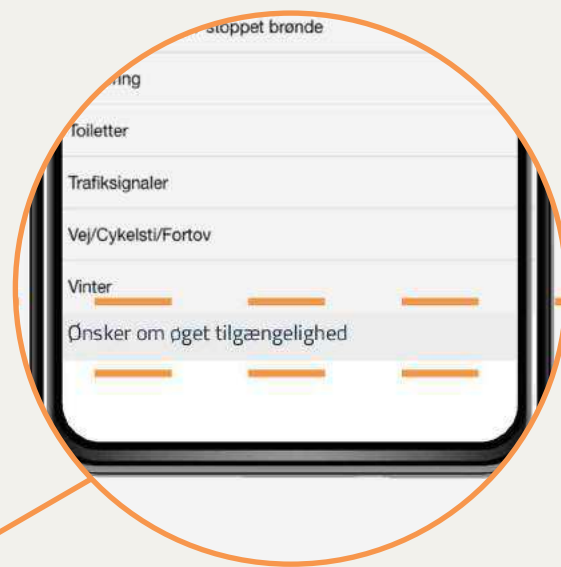 stoppet brønde
Toiletter
Trafiksignaler
Vej/Cykelsti/Fortov
Vinter
Ønsker om øget tilgængelighed